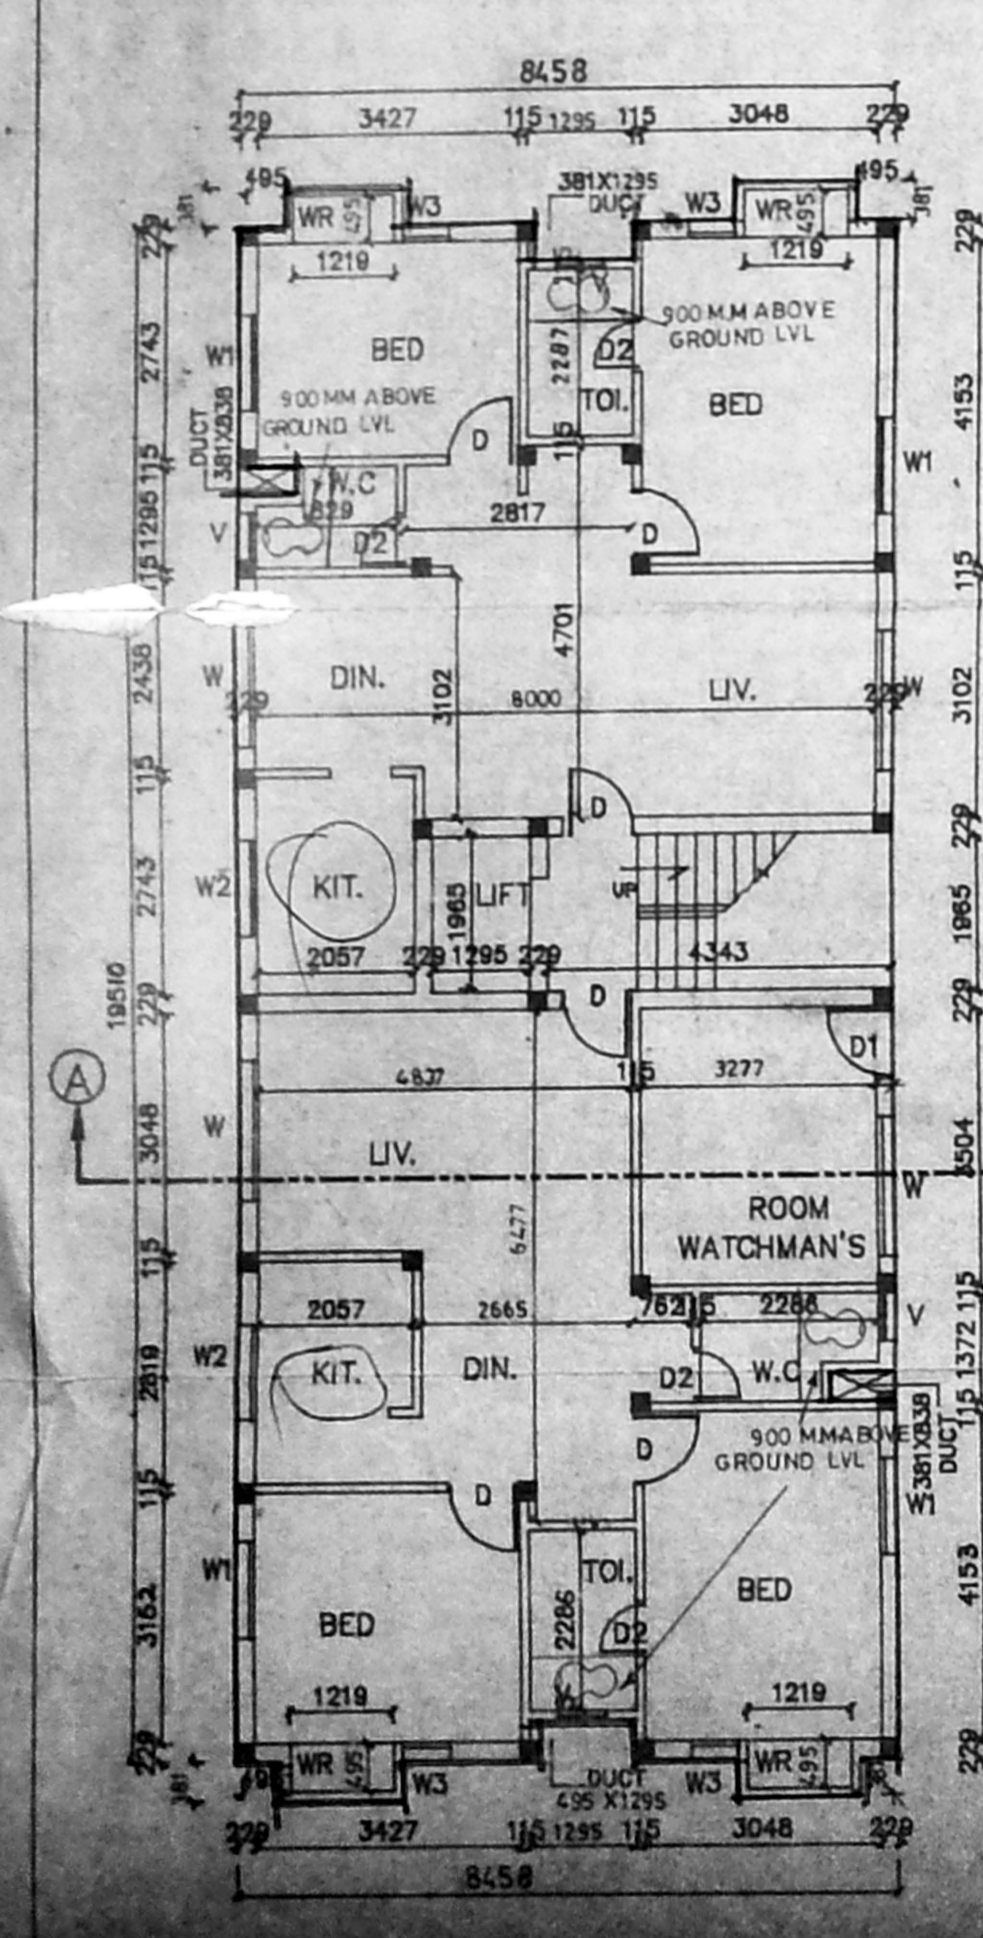 8458
229 3427 115 1295 115 3048 229
495 381X1295 495
381 WR 495 W3 DUCT W3 WR 495 381
229 1219 1219 229
900 M.M ABOVE
GROUND LVL
W1 2743 BED 2287 D2 BED 4153
900 MM ABOVE TOI.
GROUND LVL
DUCT
381X838
115 D 115 W1
W.C
1295 V 829 2817 D
D2
115 115
4701
2438 W DIN. LIV. W 3102
229 3102 8000 229
115
D
229
W2 KIT. LIFT UP
2743 1965 1965
2057 229 1295 229 4343
19510
229 D 229
D1
A 4837 115 3277
3048 W LIV. 3504
W
ROOM
WATCHMAN'S
6477
115
2057 2665 762 115 2286 115
V
W2 KIT. DIN. D2 W.C 1372
2819
115
900 M.M ABOVE
GROUND LVL
381X838
DUCT
D
115 D W1
W1 TOI. BED 4153
3162 BED 2286 D2
1219 1219
229 229
381 495 WR 495 W3 DUCT W3 WR 495
495 X1295
229 3427 115 1295 115 3048 229
8458